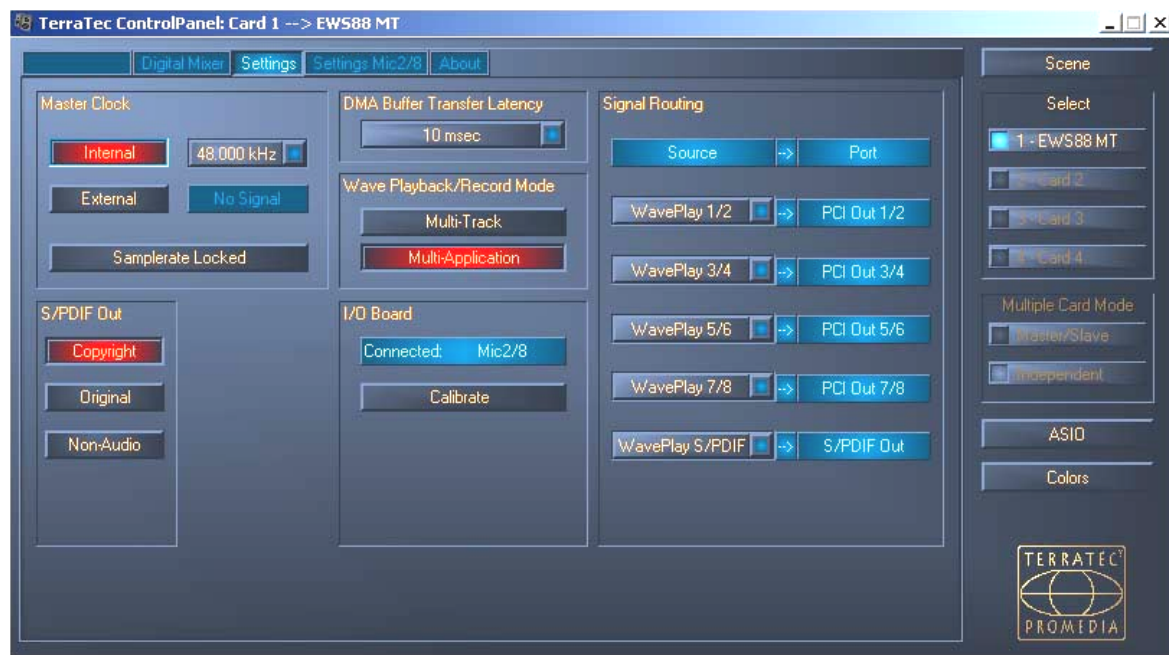 TerraTec ControlPanel: Card 1 --> EWS88 MT
Digital Mixer
Settings
Settings Mic2/8
About
Master Clock
Internal
48.000 kHz
External
No Signal
Samplerate Locked
S/PDIF Out
Copyright
Original
Non-Audio
DMA Buffer Transfer Latency
10 msec
Wave Playback/Record Mode
Multi-Track
Multi-Application
I/O Board
Connected: Mic2/8
Calibrate
Signal Routing
Source --> Port
WavePlay 1/2 --> PCI Out 1/2
WavePlay 3/4 --> PCI Out 3/4
WavePlay 5/6 --> PCI Out 5/6
WavePlay 7/8 --> PCI Out 7/8
WavePlay S/PDIF --> S/PDIF Out
Scene
Select
1 - EWS88 MT
2 - Card 2
3 - Card 3
4 - Card 4
Multiple Card Mode
Master/Slave
Independent
ASIO
Colors
TERRATEC
PROMEDIA